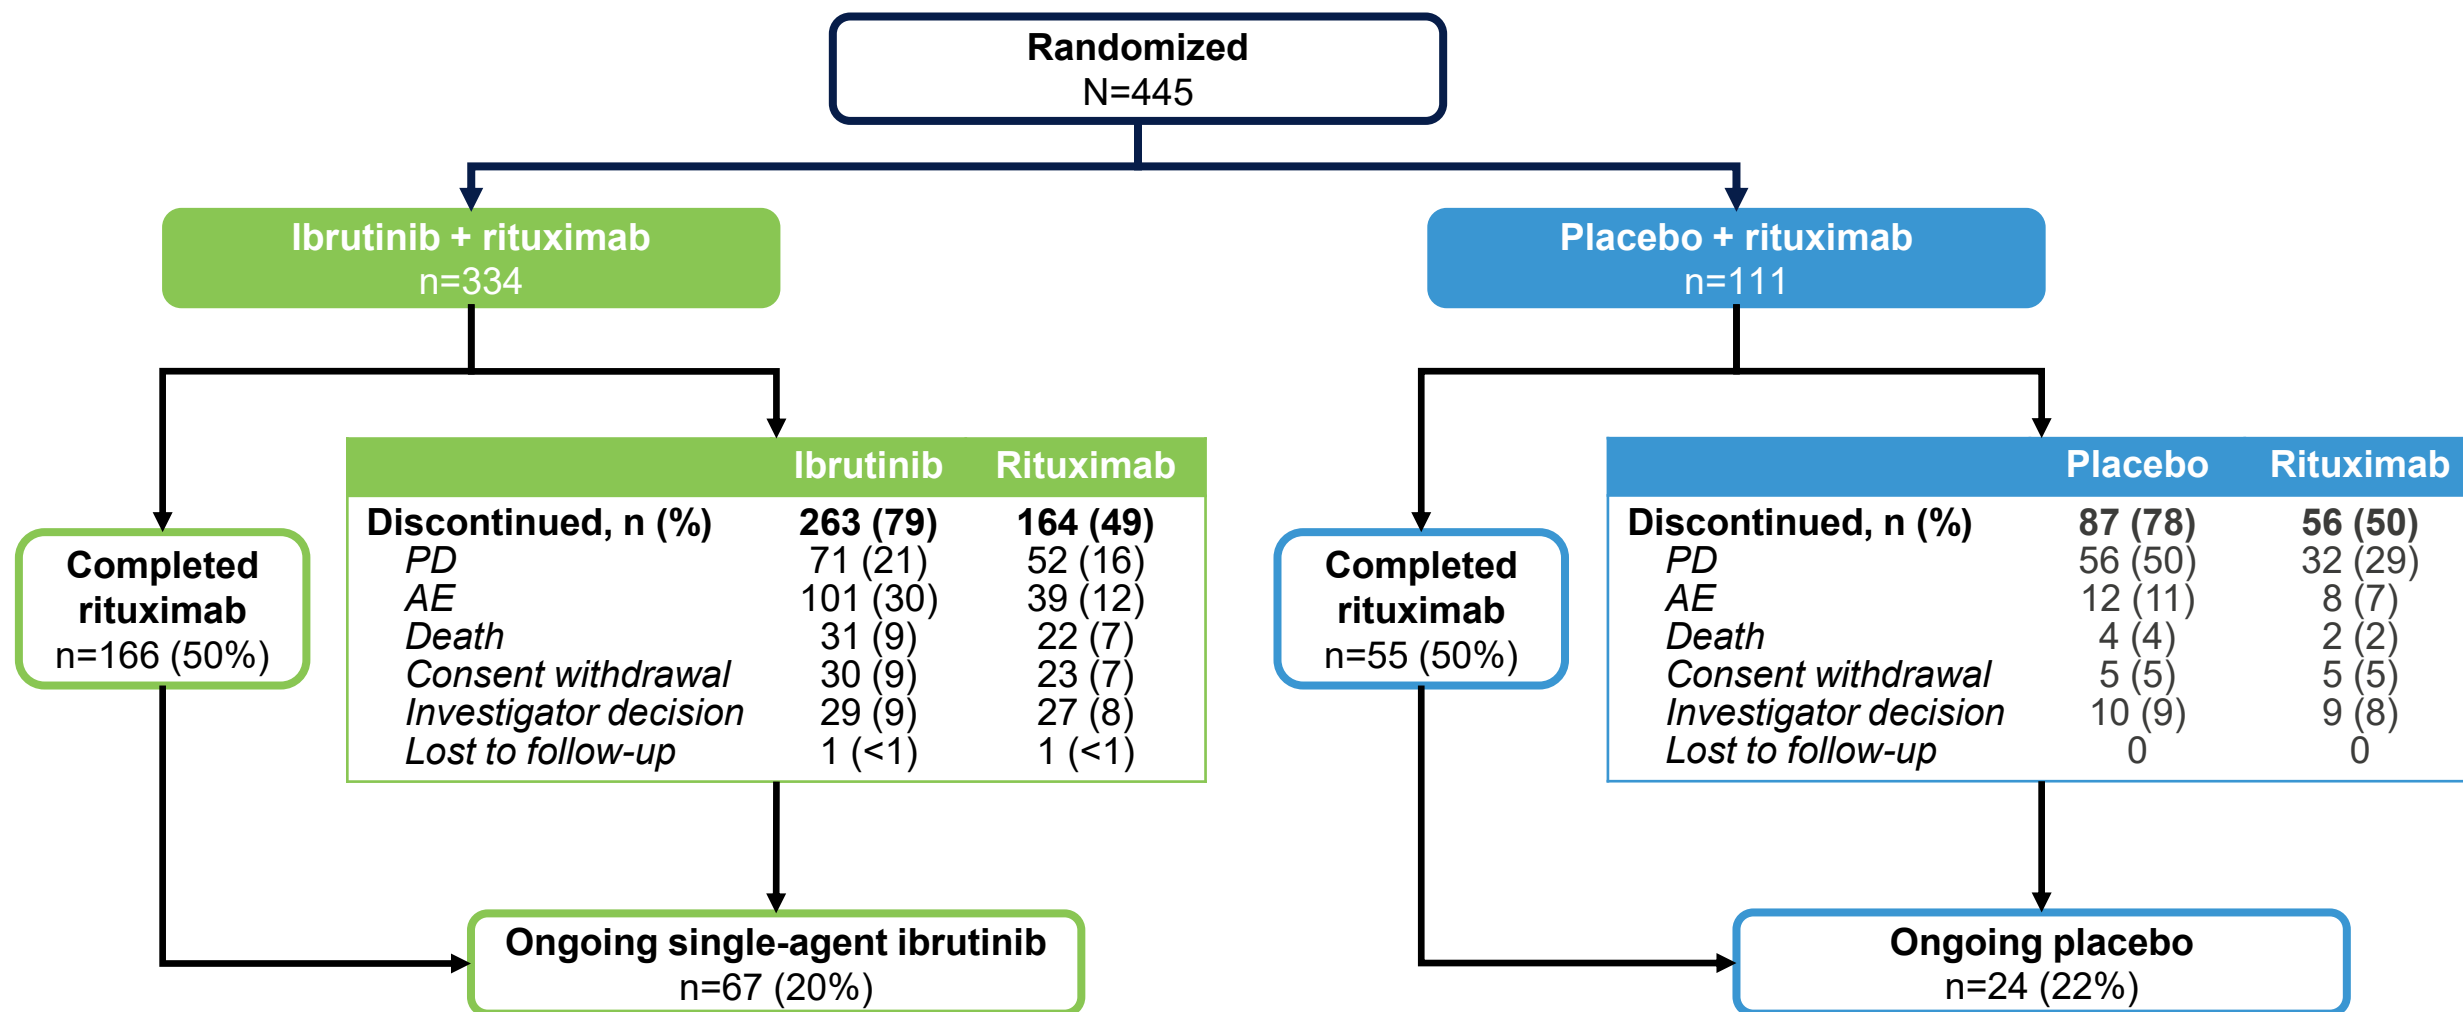 Randomized
N=445
Ibrutinib + rituximab
n=334
Placebo + rituximab
n=111
Completed
rituximab
n=166 (50%)
Ibrutinib Rituximab
Discontinued, n (%) 263 (79) 164 (49)
PD 71 (21) 52 (16)
AE 101 (30) 39 (12)
Death 31 (9) 22 (7)
Consent withdrawal 30 (9) 23 (7)
Investigator decision 29 (9) 27 (8)
Lost to follow-up 1 (<1) 1 (<1)
Completed
rituximab
n=55 (50%)
Placebo Rituximab
Discontinued, n (%) 87 (78) 56 (50)
PD 56 (50) 32 (29)
AE 12 (11) 8 (7)
Death 4 (4) 2 (2)
Consent withdrawal 5 (5) 5 (5)
Investigator decision 10 (9) 9 (8)
Lost to follow-up 0 0
Ongoing single-agent ibrutinib
n=67 (20%)
Ongoing placebo
n=24 (22%)